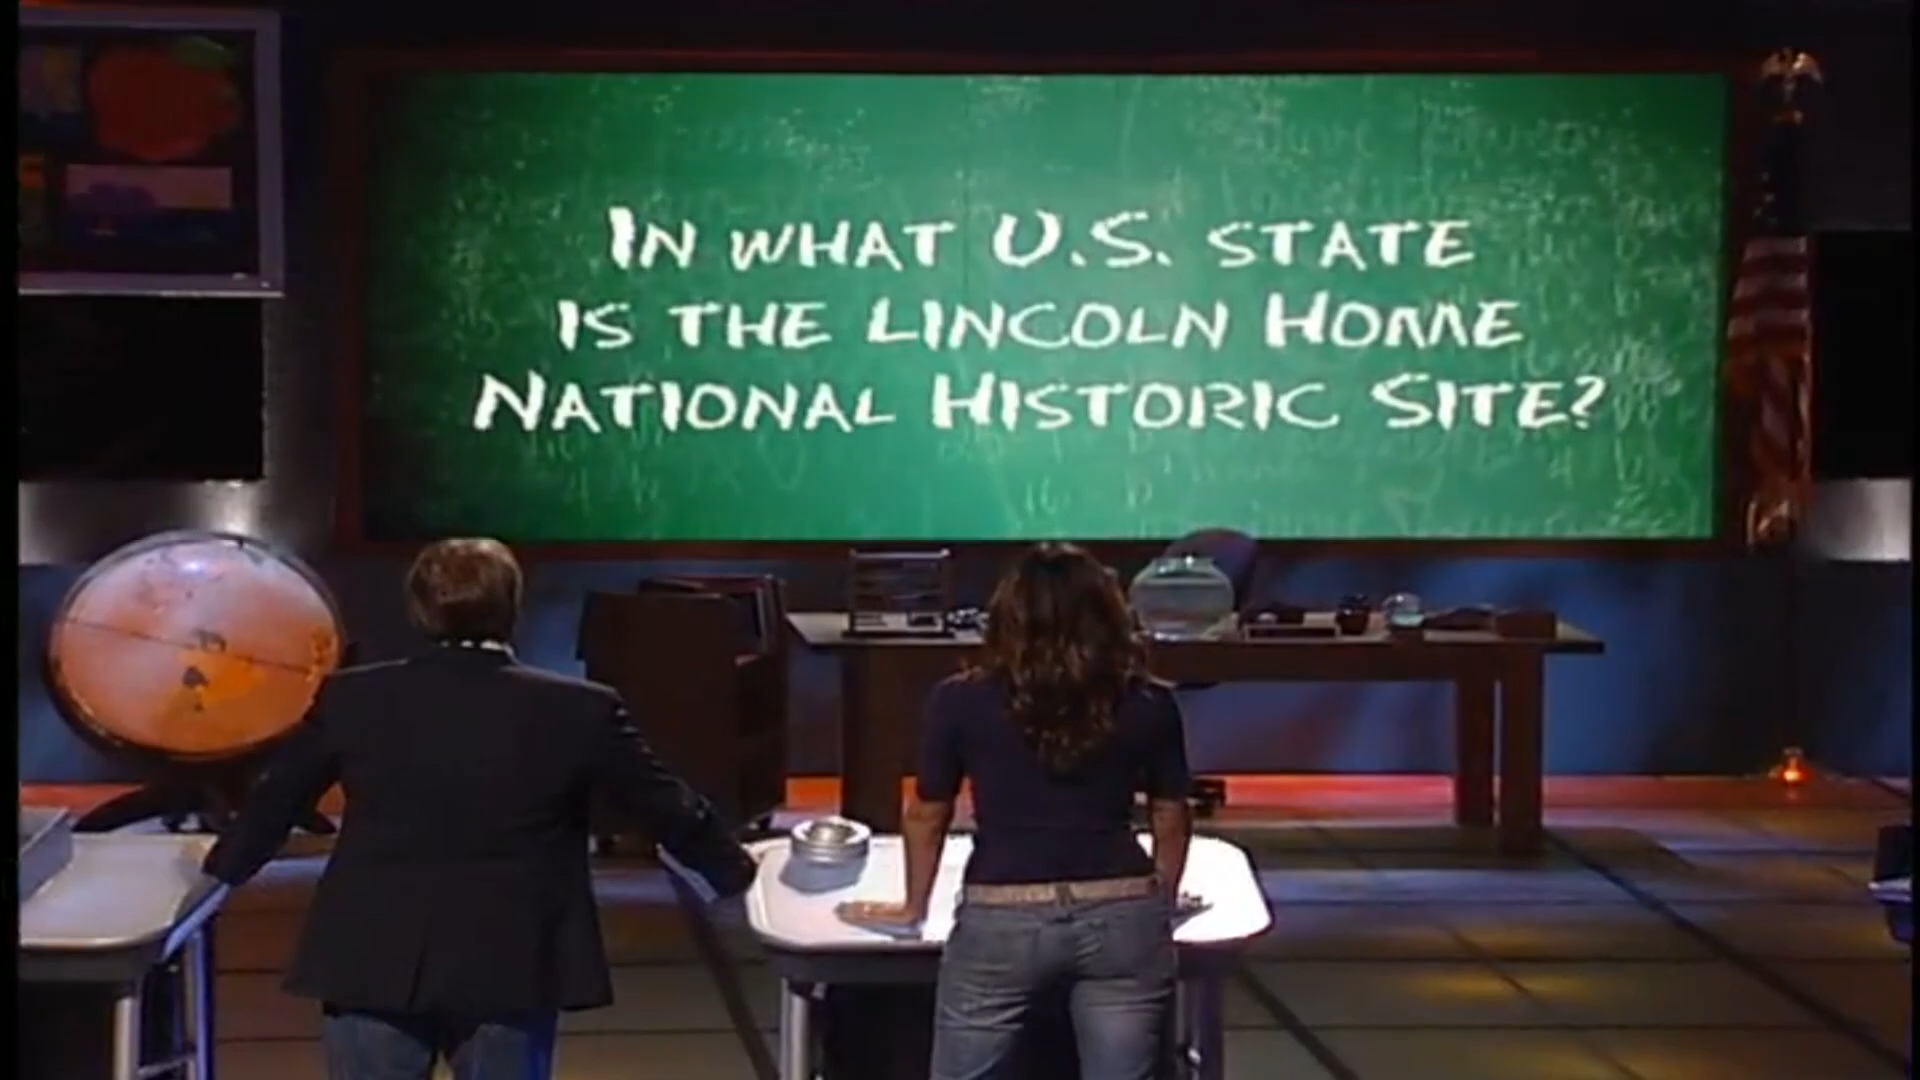 In what U.S. state
is the Lincoln Home
National Historic Site?